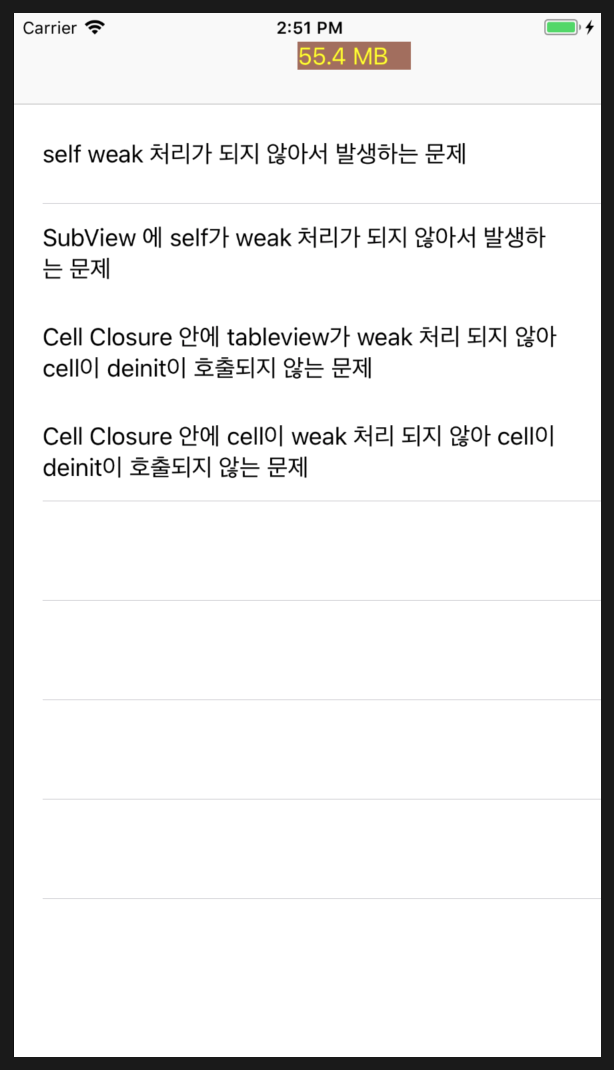 Carrier 2:51 PM
55.4 MB
self weak 처리가 되지 않아서 발생하는 문제
SubView 에 self가 weak 처리가 되지 않아서 발생하
는 문제
Cell Closure 안에 tableview가 weak 처리 되지 않아
cell이 deinit이 호출되지 않는 문제
Cell Closure 안에 cell이 weak 처리 되지 않아 cell이
deinit이 호출되지 않는 문제